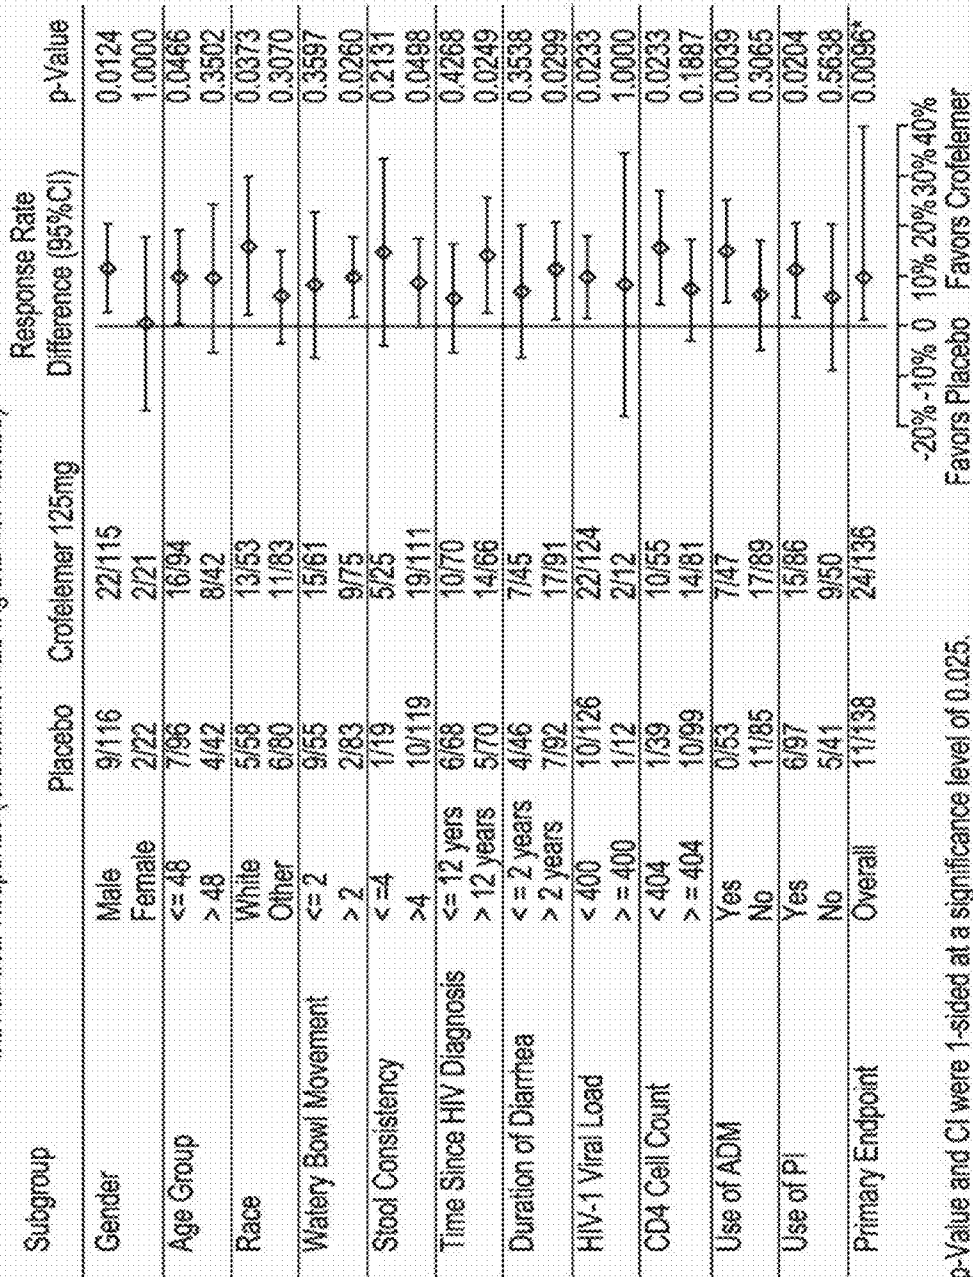 Response Rate
Subgroup Placebo Crofelemer 125mg Difference (95%CI) p-Value
Gender Male 9/116 22/115 0.0124
Female 2/22 2/21 1.0000
Age Group <= 48 7/96 16/94 0.0466
> 48 4/42 8/42 0.3502
Race White 5/58 13/53 0.0373
Other 6/80 11/83 0.3070
Watery Bowl Movement <= 2 9/55 15/61 0.3597
> 2 2/83 9/75 0.0260
Stool Consistency < =4 1/19 5/25 0.2131
>4 10/119 19/111 0.0498
Time Since HIV Diagnosis <= 12 yers 6/68 10/70 0.4268
> 12 years 5/70 14/66 0.0249
Duration of Diarrhea < = 2 years 4/46 7/45 0.3538
> 2 years 7/92 17/91 0.0299
HIV-1 Viral Load < 400 10/126 22/124 0.0233
> = 400 1/12 2/12 1.0000
CD4 Cell Count < 404 1/39 10/55 0.0233
> = 404 10/99 14/81 0.1887
Use of ADM Yes 0/53 7/47 0.0039
No 11/85 17/89 0.3065
Use of PI Yes 6/97 15/86 0.0204
No 5/41 9/50 0.5638
Primary Endpoint Overall 11/138 24/136 0.0096*
-20% -10% 0 10% 20% 30% 40%
Favors Placebo Favors Crofelemer
p-Value and CI were 1-sided at a significance level of 0.025.